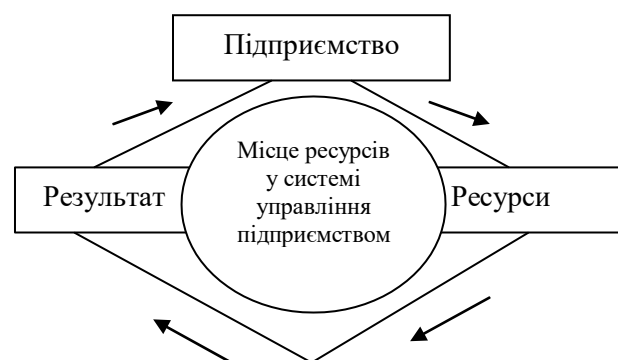 Підприємство
Місце ресурсів
у системі
управління
підприємством
Результат
Ресурси